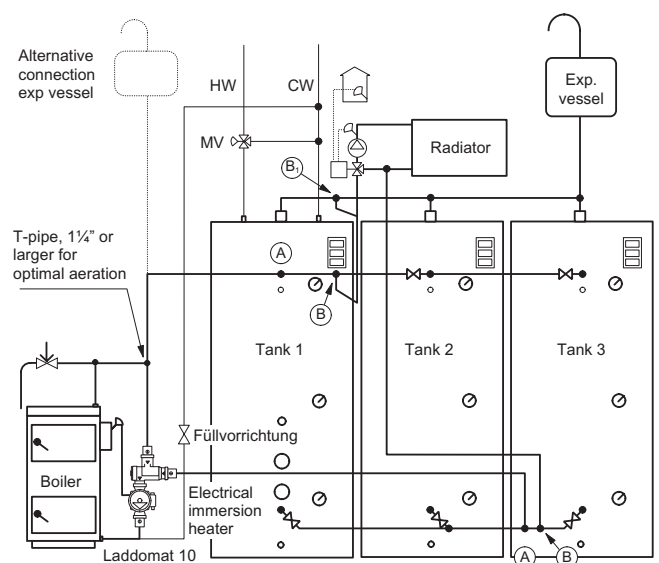 Alternative
connection
exp vessel
HW
CW
Exp.
vessel
MV
Radiator
B₁
T-pipe, 1¼” or
larger for
optimal aeration
A
B
Tank 1
Tank 2
Tank 3
Füllvorrichtung
Boiler
Electrical
immersion
heater
Laddomat 10
A
B